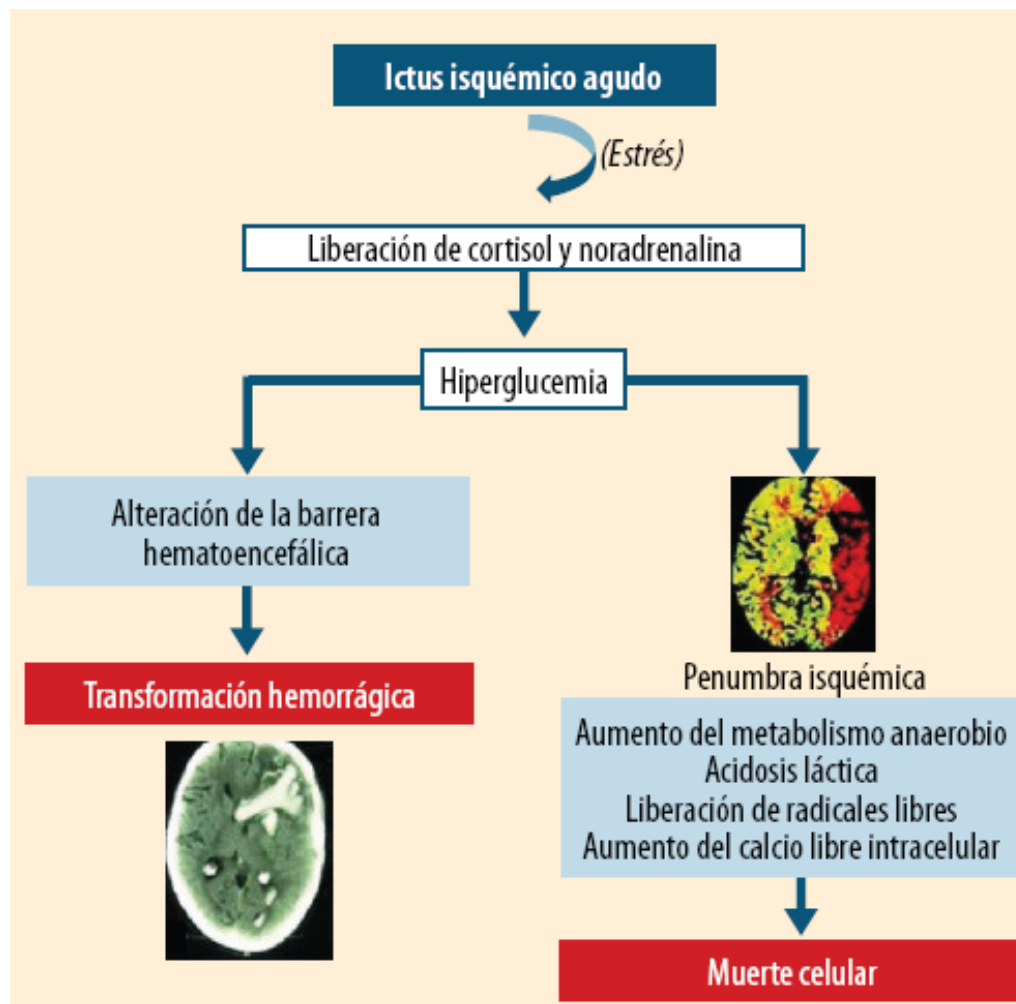 Ictus isquémico agudo
(Estrés)
Liberación de cortisol y noradrenalina
Hiperglucemia
Alteración de la barrera
hematoencefálica
Transformación hemorrágica
Penumbra isquémica
Aumento del metabolismo anaerobio
Acidosis láctica
Liberación de radicales libres
Aumento del calcio libre intracelular
Muerte celular